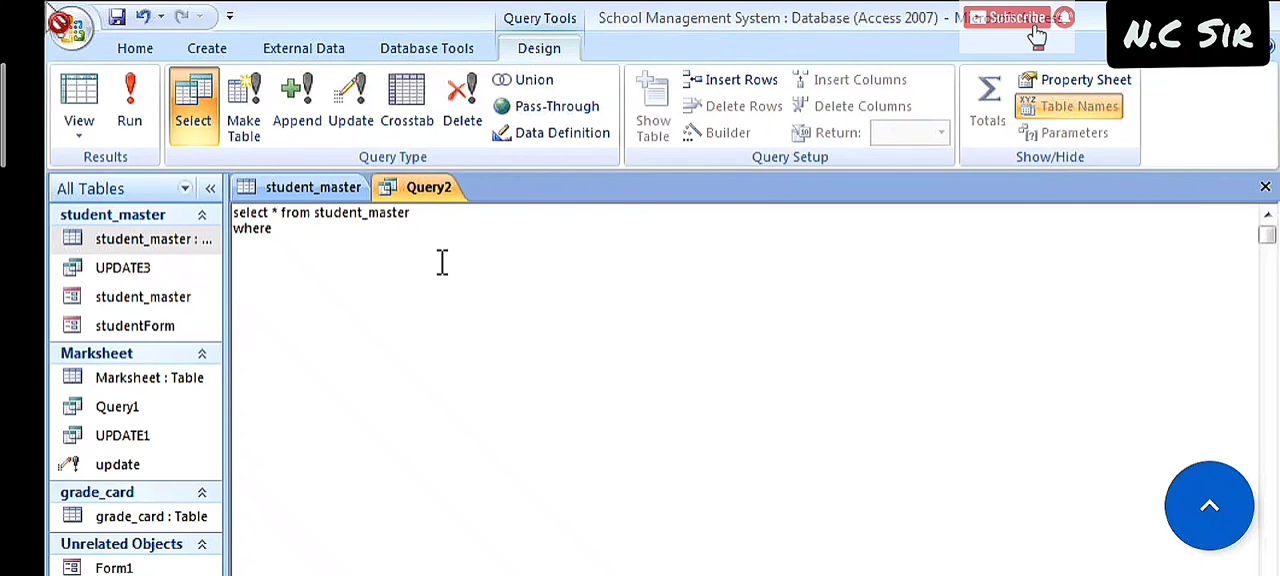 Query Tools
School Management System : Database (Access 2007) -
Subscribe
N.C SIR
Home
Create
External Data
Database Tools
Design
View
Run
Results
Select
Make Table
Append
Update
Crosstab
Delete
Union
Pass-Through
Data Definition
Query Type
Show Table
Insert Rows
Delete Rows
Builder
Insert Columns
Delete Columns
Return:
Query Setup
Totals
Property Sheet
Table Names
Parameters
Show/Hide
All Tables
student_master
student_master : ...
UPDATE3
student_master
studentForm
Marksheet
Marksheet : Table
Query1
UPDATE1
update
grade_card
grade_card : Table
Unrelated Objects
Form1
student_master
Query2
select * from student_master
where